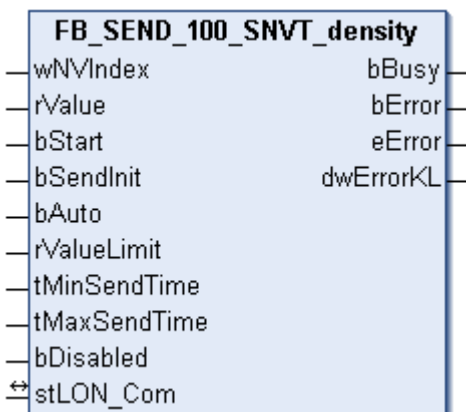 FB_SEND_100_SNVT_density
wNVIndex bBusy
rValue bError
bStart eError
bSendInit dwErrorKL
bAuto
rValueLimit
tMinSendTime
tMaxSendTime
bDisabled
stLON_Com